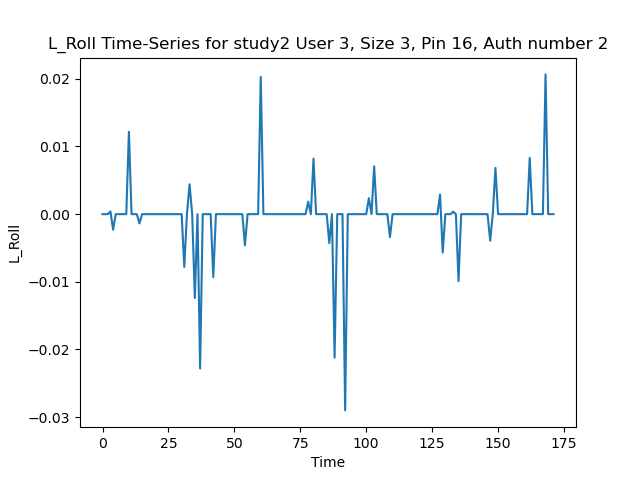 L_Roll Time-Series for study2 User 3, Size 3, Pin 16, Auth number 2
0.02
0.01
0.00
−0.01
−0.02
−0.03
L_Roll
0 25 50 75 100 125 150 175
Time